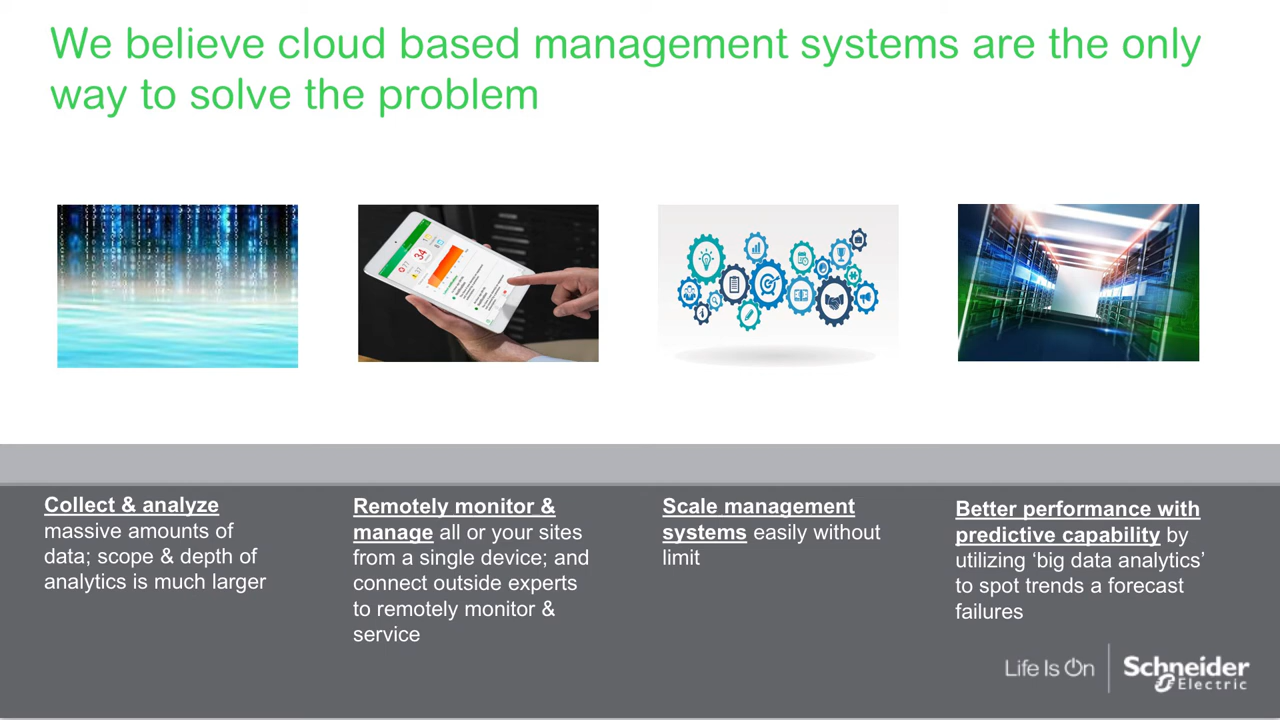 We believe cloud based management systems are the only
way to solve the problem
34
Collect & analyze
massive amounts of
data; scope & depth of
analytics is much larger
Remotely monitor &
manage all or your sites
from a single device; and
connect outside experts
to remotely monitor &
service
Scale management
systems easily without
limit
Better performance with
predictive capability by
utilizing ‘big data analytics’
to spot trends a forecast
failures
Life Is On
Schneider
Electric